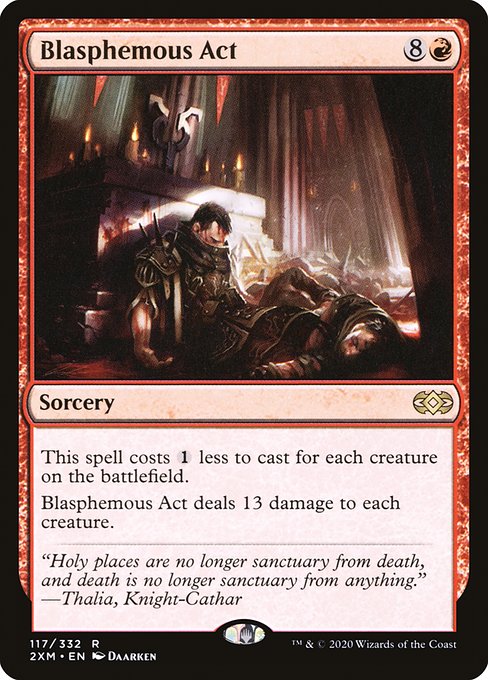 Blasphemous Act 8
Sorcery
This spell costs 1 less to cast for each creature
on the battlefield.
Blasphemous Act deals 13 damage to each
creature.
“Holy places are no longer sanctuary from death,
and death is no longer sanctuary from anything.”
—Thalia, Knight-Cathar
117/332 R
2XM • EN DAARKEN
™ & © 2020 Wizards of the Coast